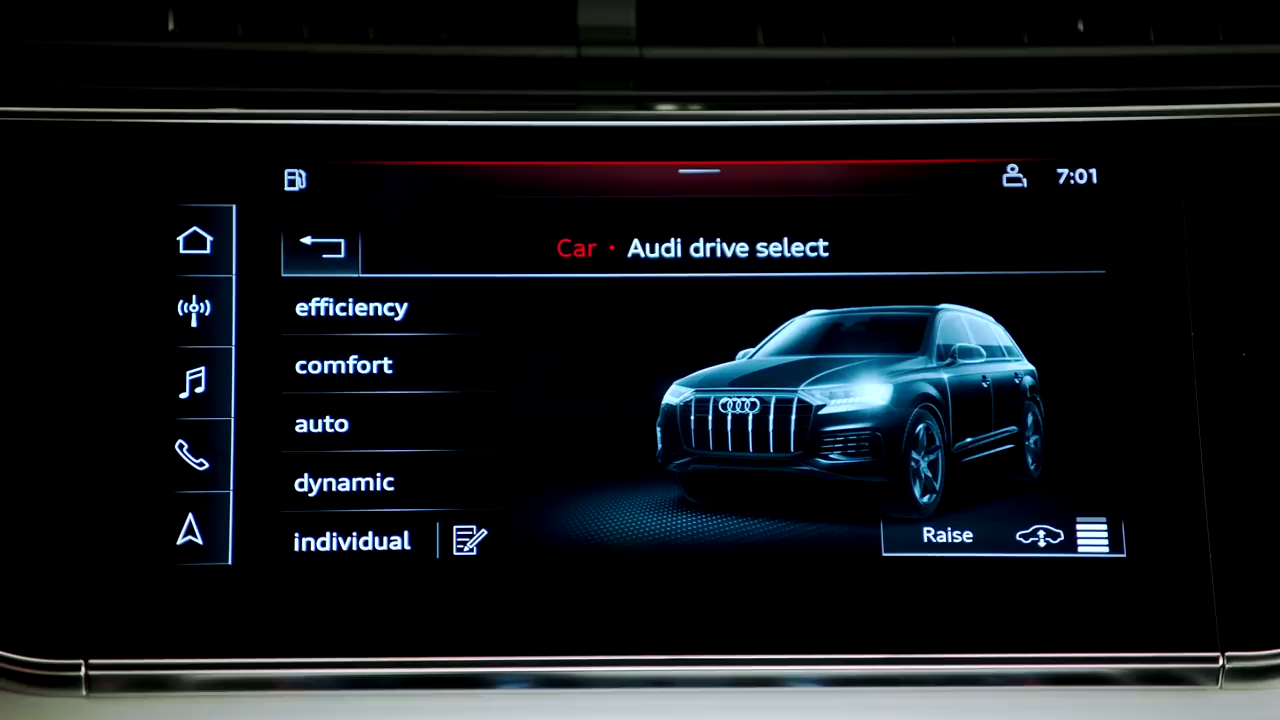 7:01
Car · Audi drive select
efficiency
comfort
auto
dynamic
individual
Raise